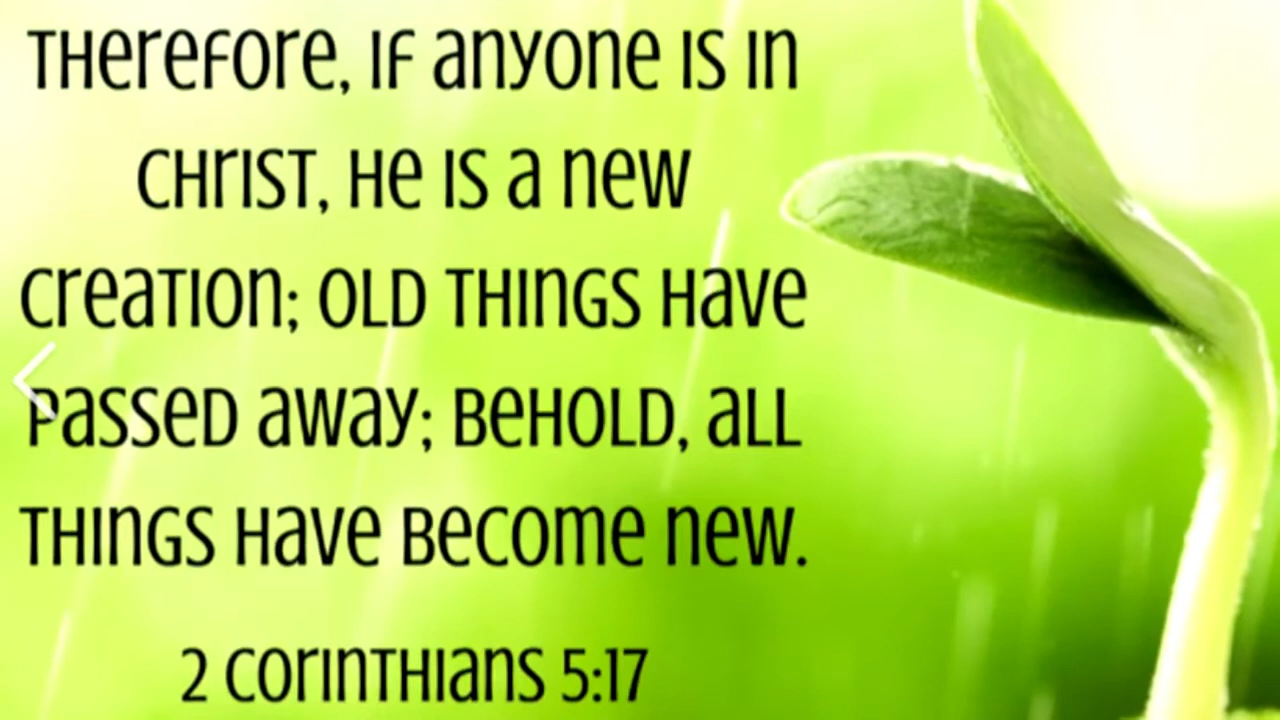 Therefore, if anyone is in
Christ, he is a new
creation; old things have
passed away; behold, all
things have become new.
2 Corinthians 5:17